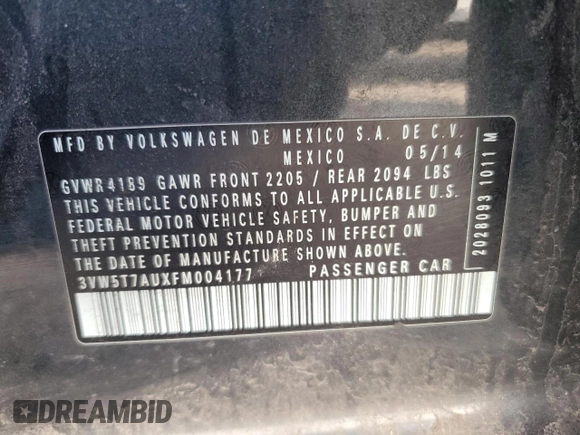 MFD BY VOLKSWAGEN DE MEXICO S.A. DE C.V.
MEXICO 05/14
GVWR 4189 GAWR FRONT 2205 / REAR 2094 LBS
THIS VEHICLE CONFORMS TO ALL APPLICABLE U.S.
FEDERAL MOTOR VEHICLE SAFETY, BUMPER AND
THEFT PREVENTION STANDARDS IN EFFECT ON
THE DATE OF MANUFACTURE SHOWN ABOVE.
3VW5T7AUXFM004177 PASSENGER CAR
2028093 1011 M
DREAMBID